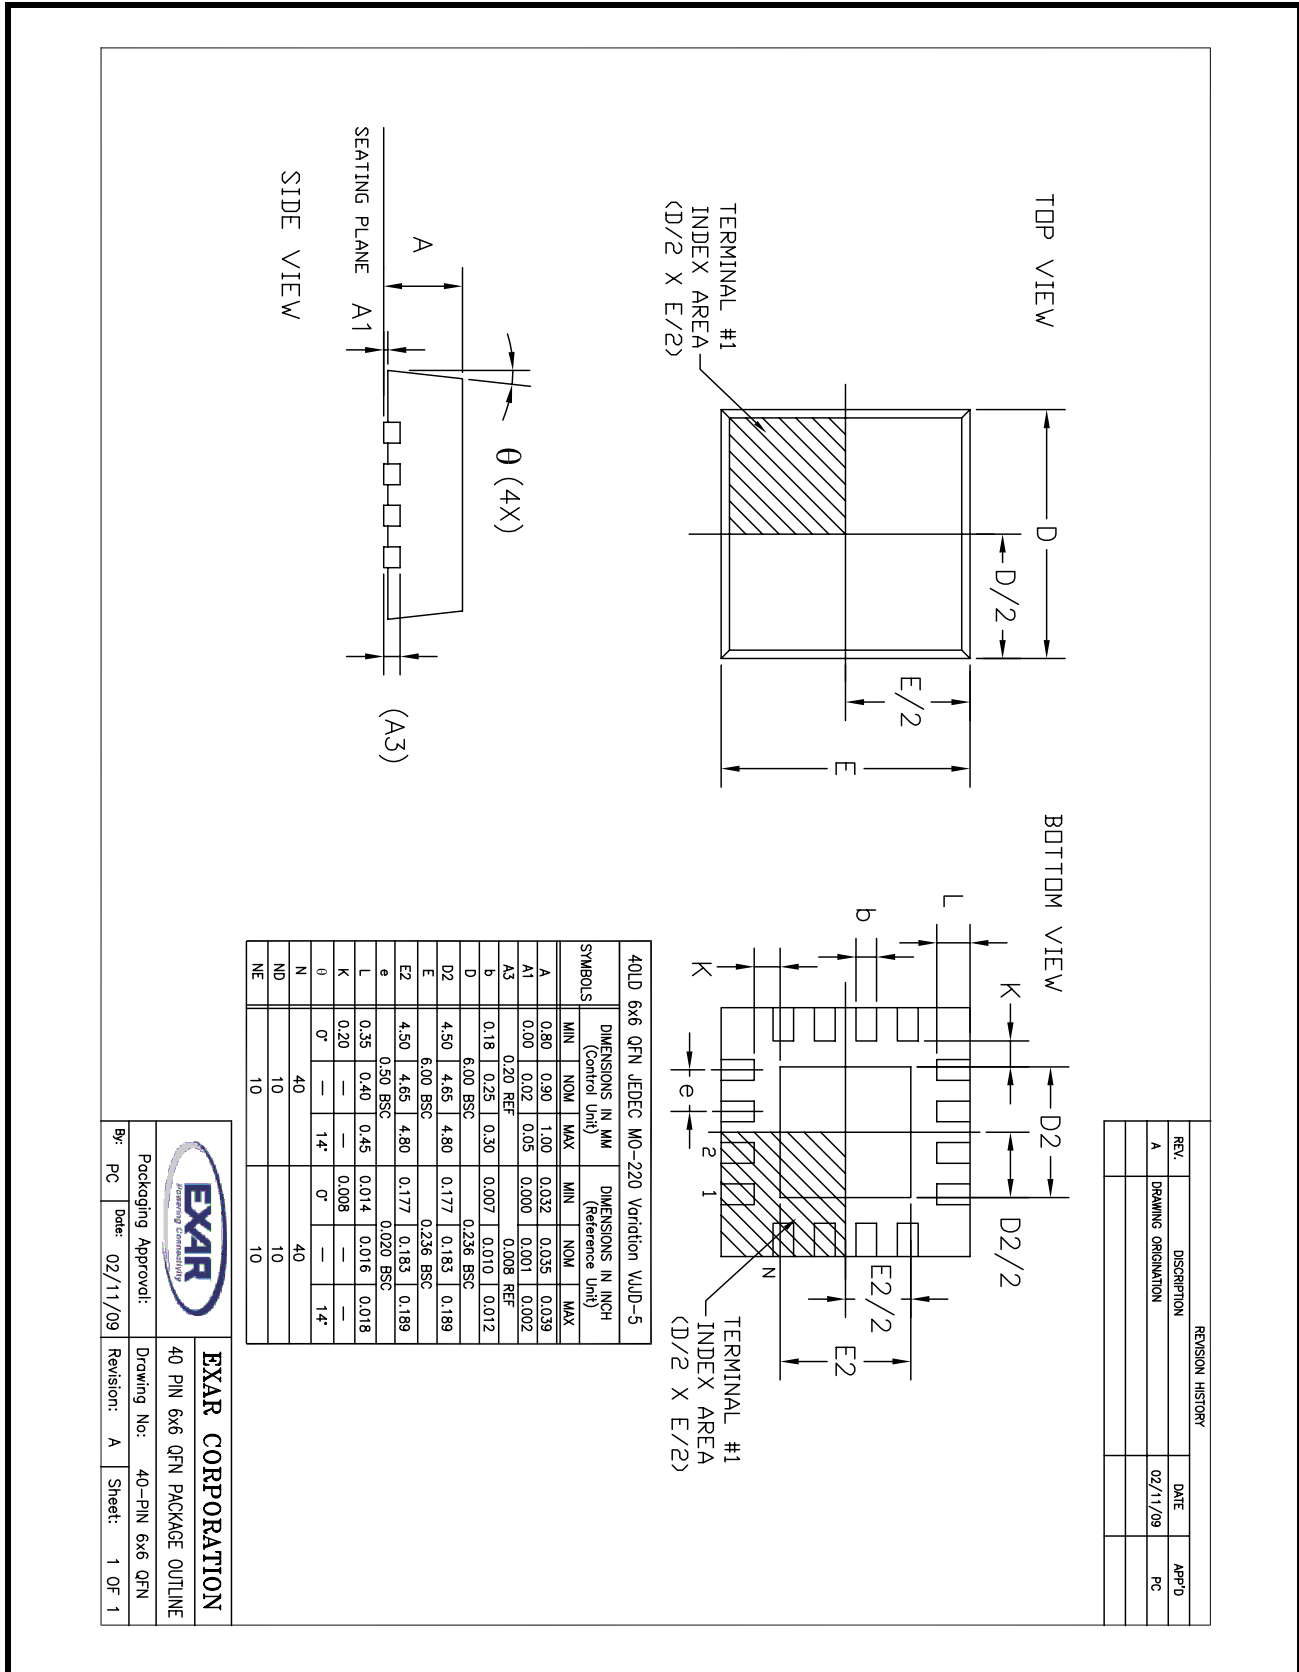 REVISION HISTORY
REV. DISCRIPTION DATE APP'D
A DRAWING ORIGINATION 02/11/09 PC
TOP VIEW
D
D/2
E/2
E
TERMINAL #1
INDEX AREA
(D/2 X E/2)
BOTTOM VIEW
L
b
K
K
D2
D2/2
E2/2
E2
e
2
1
N
TERMINAL #1
INDEX AREA
(D/2 X E/2)
θ (4X)
A
A1
(A3)
SEATING PLANE
SIDE VIEW
40LD 6x6 QFN JEDEC MO-220 Variation VJJD-5
SYMBOLS DIMENSIONS IN MM (Control Unit) DIMENSIONS IN INCH (Reference Unit)
MIN NOM MAX MIN NOM MAX
A 0.80 0.90 1.00 0.032 0.035 0.039
A1 0.00 0.02 0.05 0.000 0.001 0.002
A3 0.20 REF 0.008 REF
b 0.18 0.25 0.30 0.007 0.010 0.012
D 6.00 BSC 0.236 BSC
D2 4.50 4.65 4.80 0.177 0.183 0.189
E 6.00 BSC 0.236 BSC
E2 4.50 4.65 4.80 0.177 0.183 0.189
e 0.50 BSC 0.020 BSC
L 0.35 0.40 0.45 0.014 0.016 0.018
K 0.20 — — 0.008 — —
θ 0° — 14° 0° — 14°
N 40 40
ND 10 10
NE 10 10
EXAR
Powering Connectivity
EXAR CORPORATION
40 PIN 6x6 QFN PACKAGE OUTLINE
Packaging Approval: Drawing No: 40-PIN 6x6 QFN
By: PC Date: 02/11/09 Revision: A Sheet: 1 OF 1